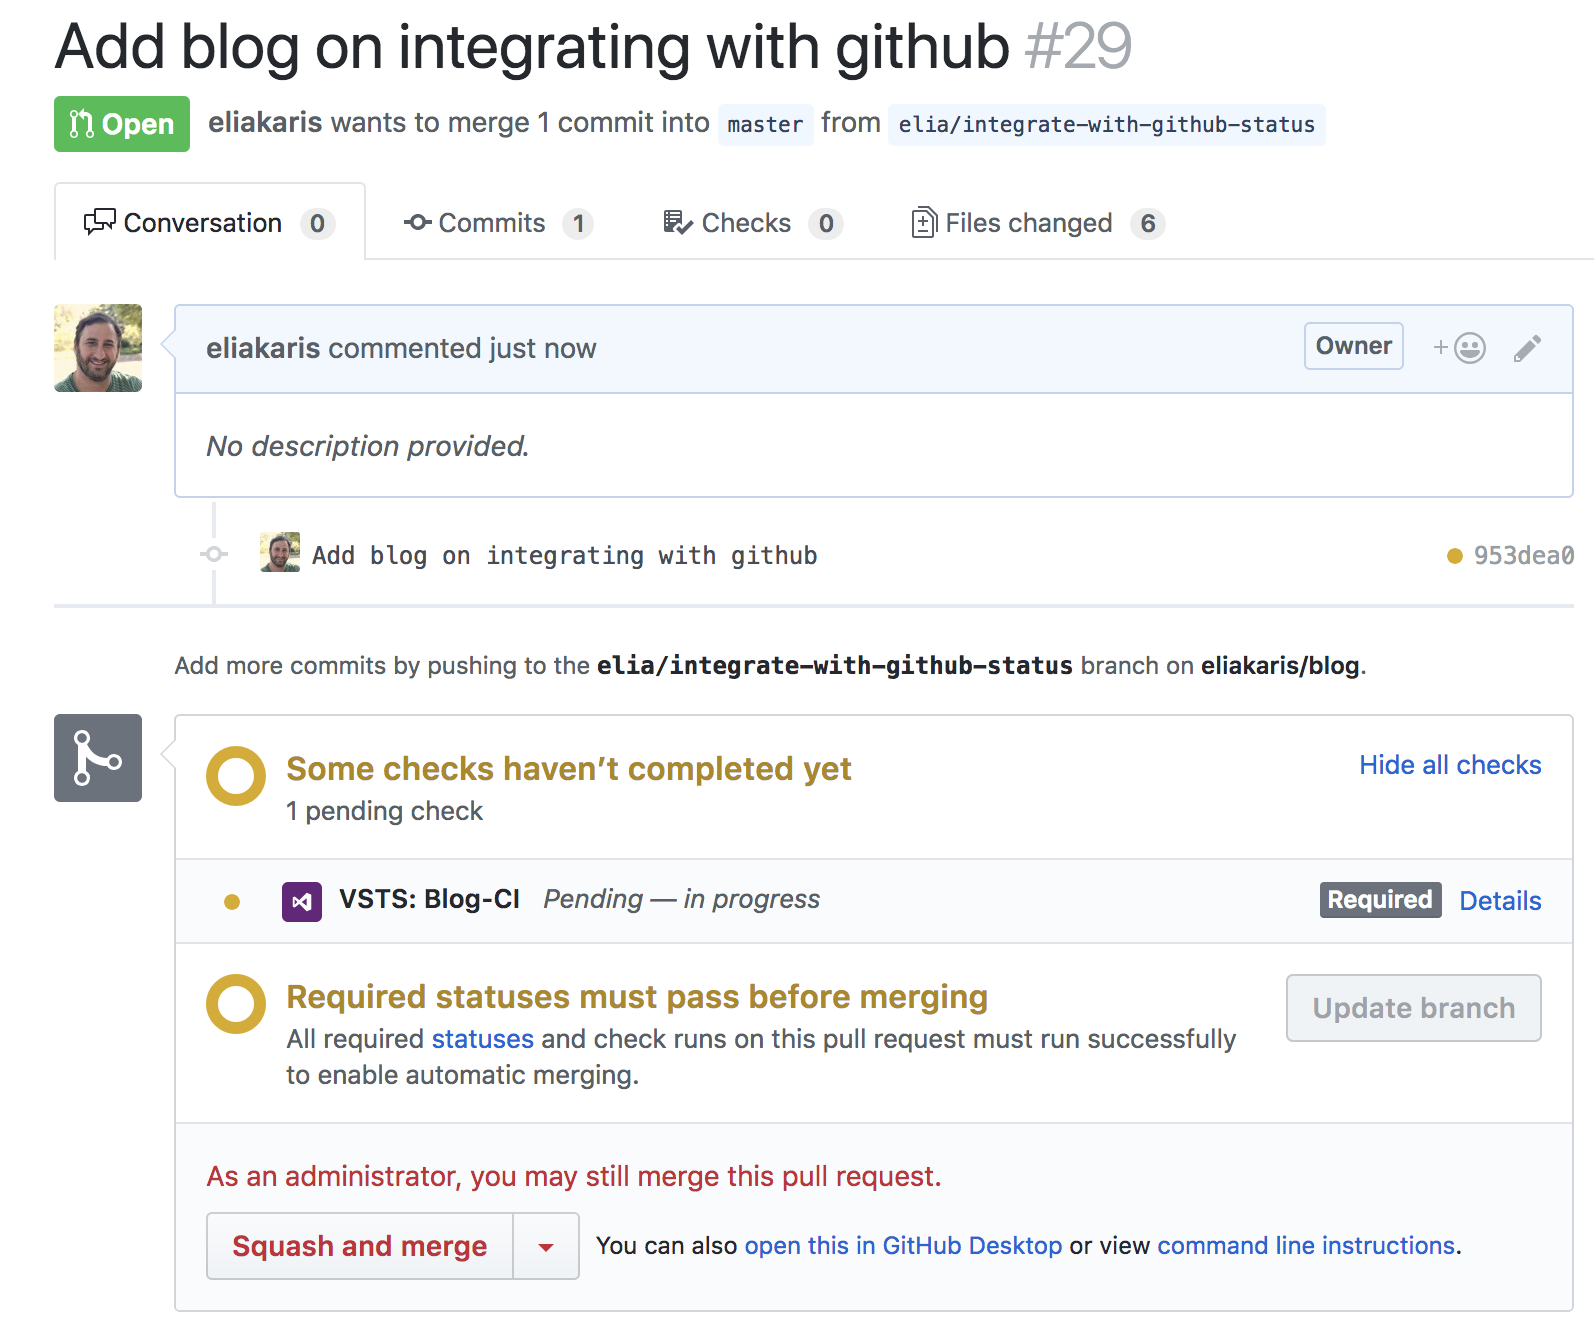 Add blog on integrating with github #29
Open eliakaris wants to merge 1 commit into master from elia/integrate-with-github-status
Conversation 0 Commits 1 Checks 0 Files changed 6
eliakaris commented just now Owner +
No description provided.
Add blog on integrating with github 953dea0
Add more commits by pushing to the elia/integrate-with-github-status branch on eliakaris/blog.
Some checks haven’t completed yet Hide all checks
1 pending check
VSTS: Blog-CI Pending — in progress Required Details
Required statuses must pass before merging
Update branch
All required statuses and check runs on this pull request must run successfully
to enable automatic merging.
As an administrator, you may still merge this pull request.
Squash and merge You can also open this in GitHub Desktop or view command line instructions.